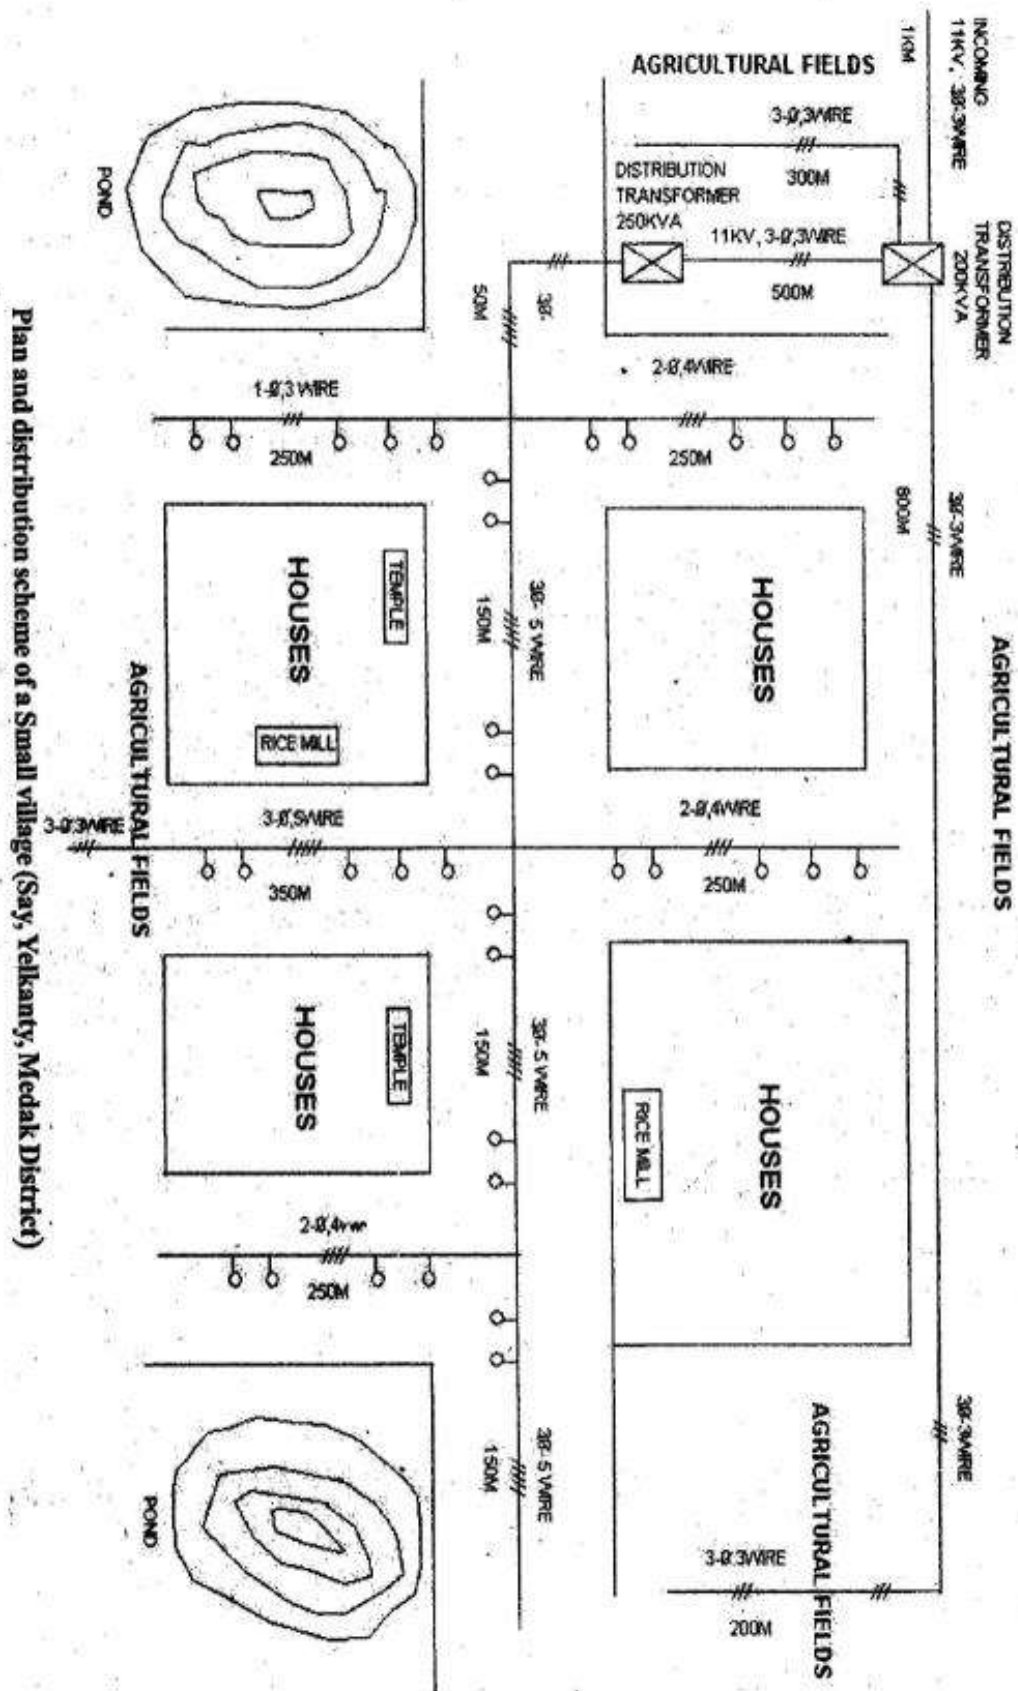 INCOMING
11KV, 3Ø-3WIRE
1KM
AGRICULTURAL FIELDS
3-Ø,3WIRE
300M
DISTRIBUTION
TRANSFORMER
250KVA
11KV, 3-Ø,3WIRE
500M
DISTRIBUTION
TRANSFORMER
200KVA
POND
3Ø-
50M
2-Ø,4WIRE
1-Ø,3 WIRE
250M
250M
800M
3Ø-3WIRE
AGRICULTURAL FIELDS
HOUSES
TEMPLE
RICE MILL
3Ø- 5 WIRE
150M
HOUSES
AGRICULTURAL FIELDS
3-Ø3WIRE
3-Ø,5WIRE
350M
2-Ø,4WIRE
250M
HOUSES
TEMPLE
3Ø- 5 WIRE
150M
HOUSES
RICE MILL
2-Ø,4
250M
3Ø-5 WIRE
150M
POND
AGRICULTURAL FIELDS
3Ø-3WIRE
3-Ø3WIRE
200M
Plan and distribution scheme of a Small village (Say, Yelkanty, Medak District)